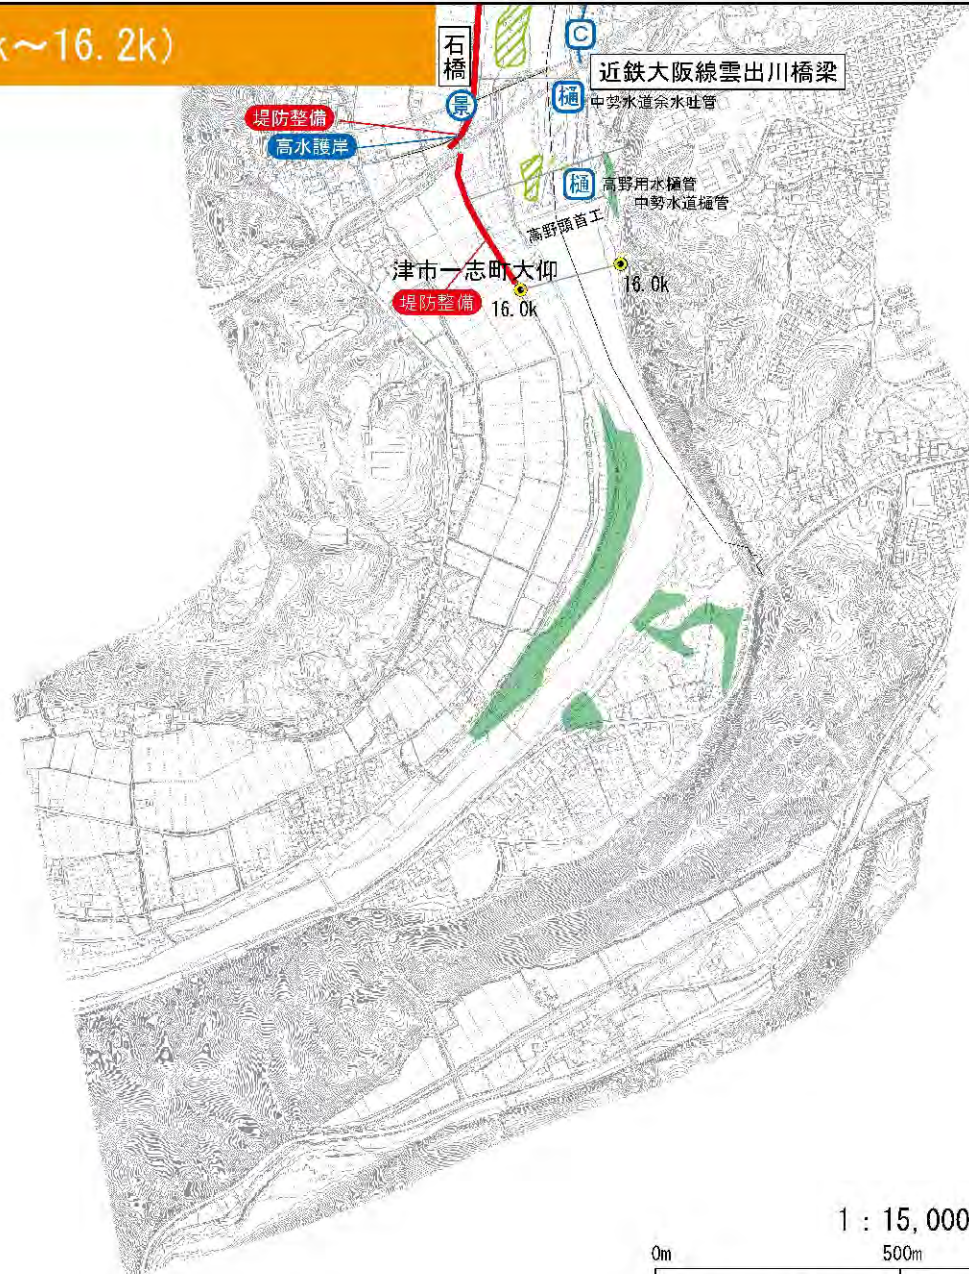 k～16.2k)
石橋
C
近鉄大阪線雲出川橋梁
樋 中勢水道余水吐管
景
堤防整備
高水護岸
樋 高野用水樋管
中勢水道樋管
高野頭首工
津市一志町大仰
16.0k
堤防整備 16.0k
1：15,000
0m 500m